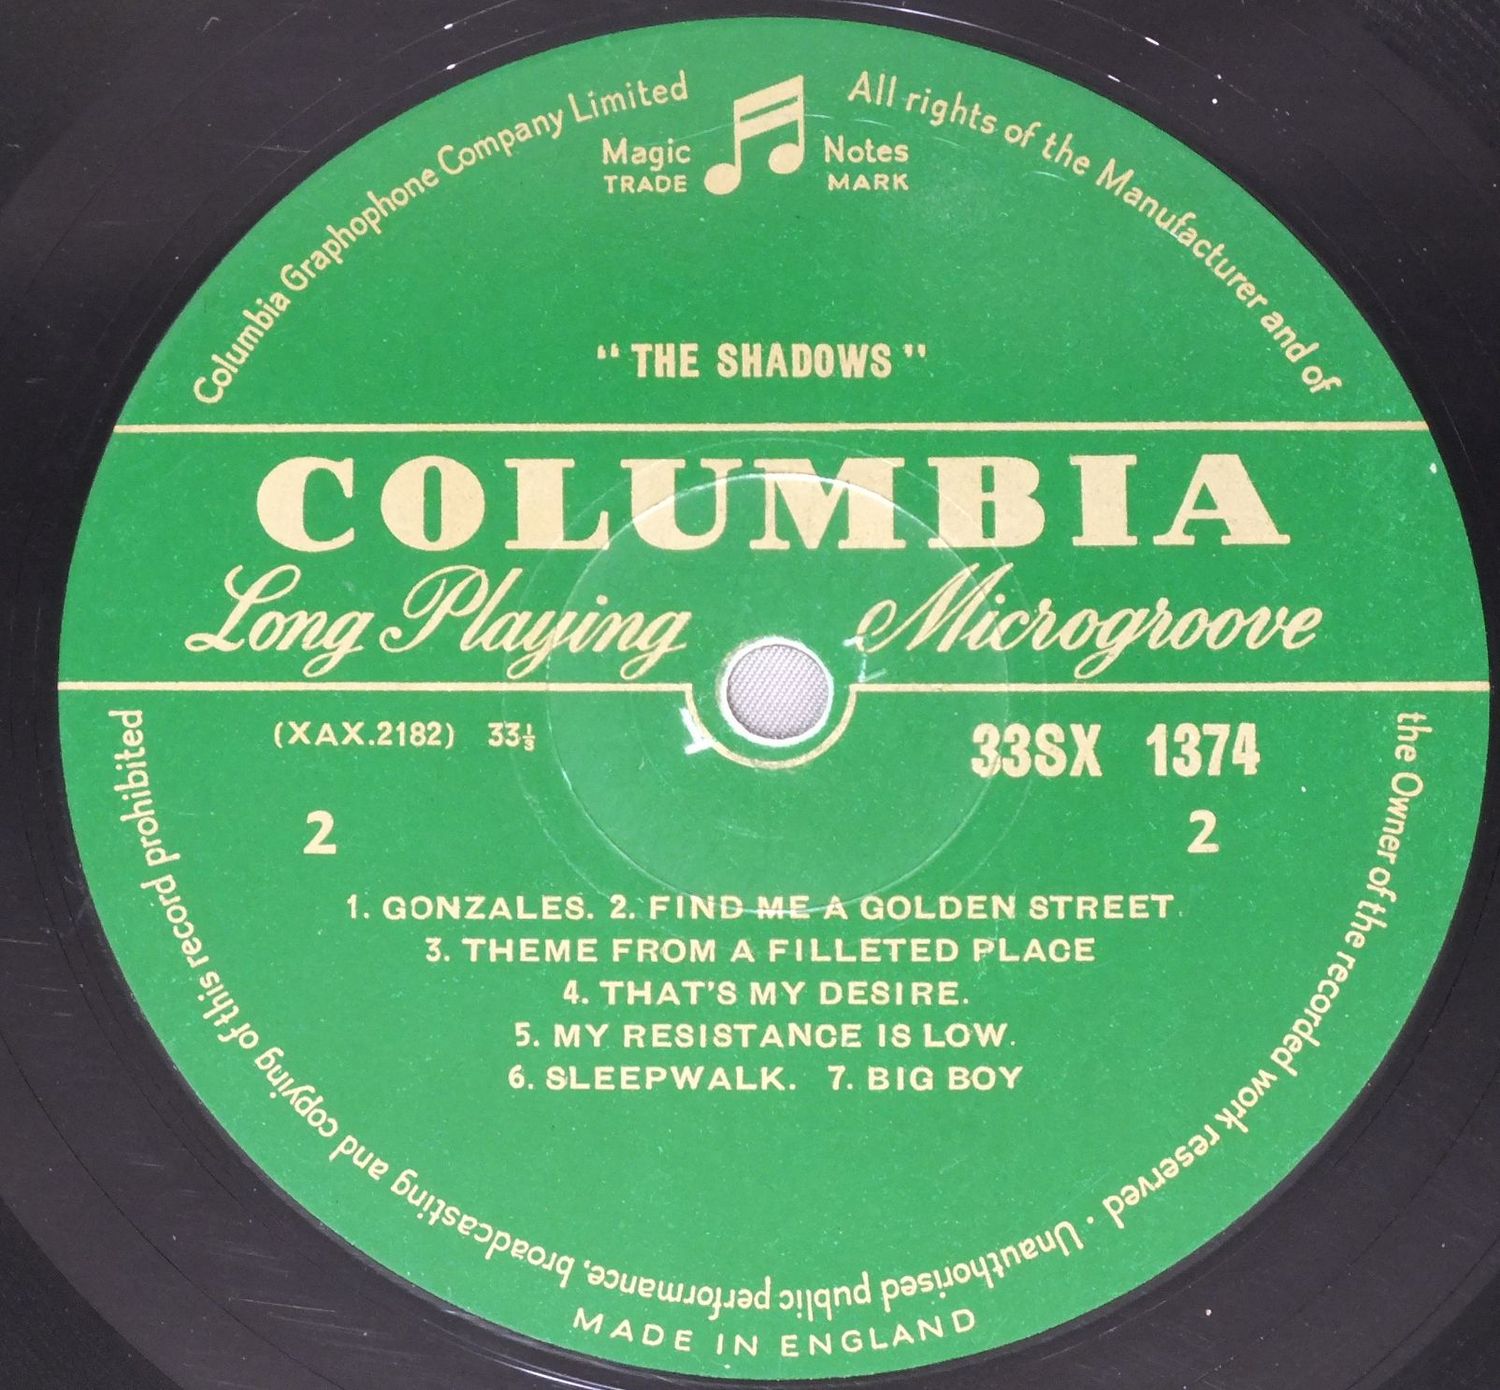 Columbia Graphophone Company Limited
Magic Notes
TRADE MARK
All rights of the Manufacturer and of
the Owner of the recorded work reserved . Unauthorised public performance, broadcasting and copying of this record prohibited
“THE SHADOWS”
COLUMBIA
Long Playing Microgroove
(XAX.2182) 33⅓ 33SX 1374
2 2
1. GONZALES. 2. FIND ME A GOLDEN STREET.
3. THEME FROM A FILLETED PLACE
4. THAT'S MY DESIRE.
5. MY RESISTANCE IS LOW.
6. SLEEPWALK. 7. BIG BOY
MADE IN ENGLAND